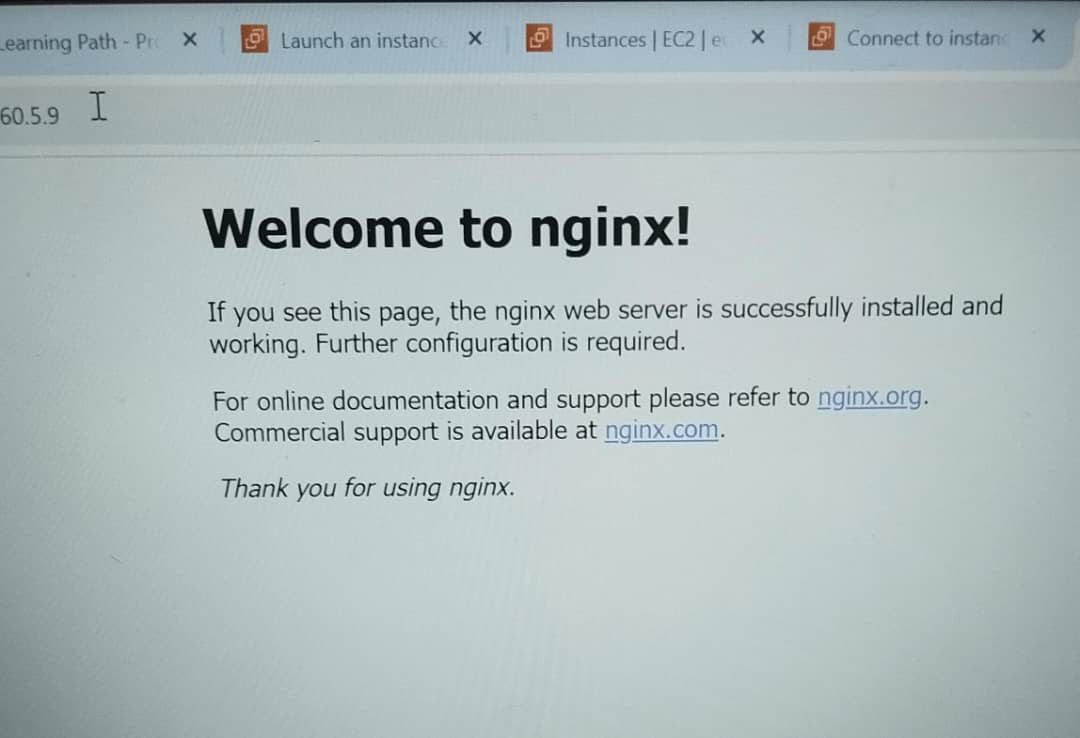 Learning Path - Pr
Launch an instance
Instances | EC2 | e
Connect to instanc
60.5.9
Welcome to nginx!
If you see this page, the nginx web server is successfully installed and
working. Further configuration is required.
For online documentation and support please refer to nginx.org.
Commercial support is available at nginx.com.
Thank you for using nginx.